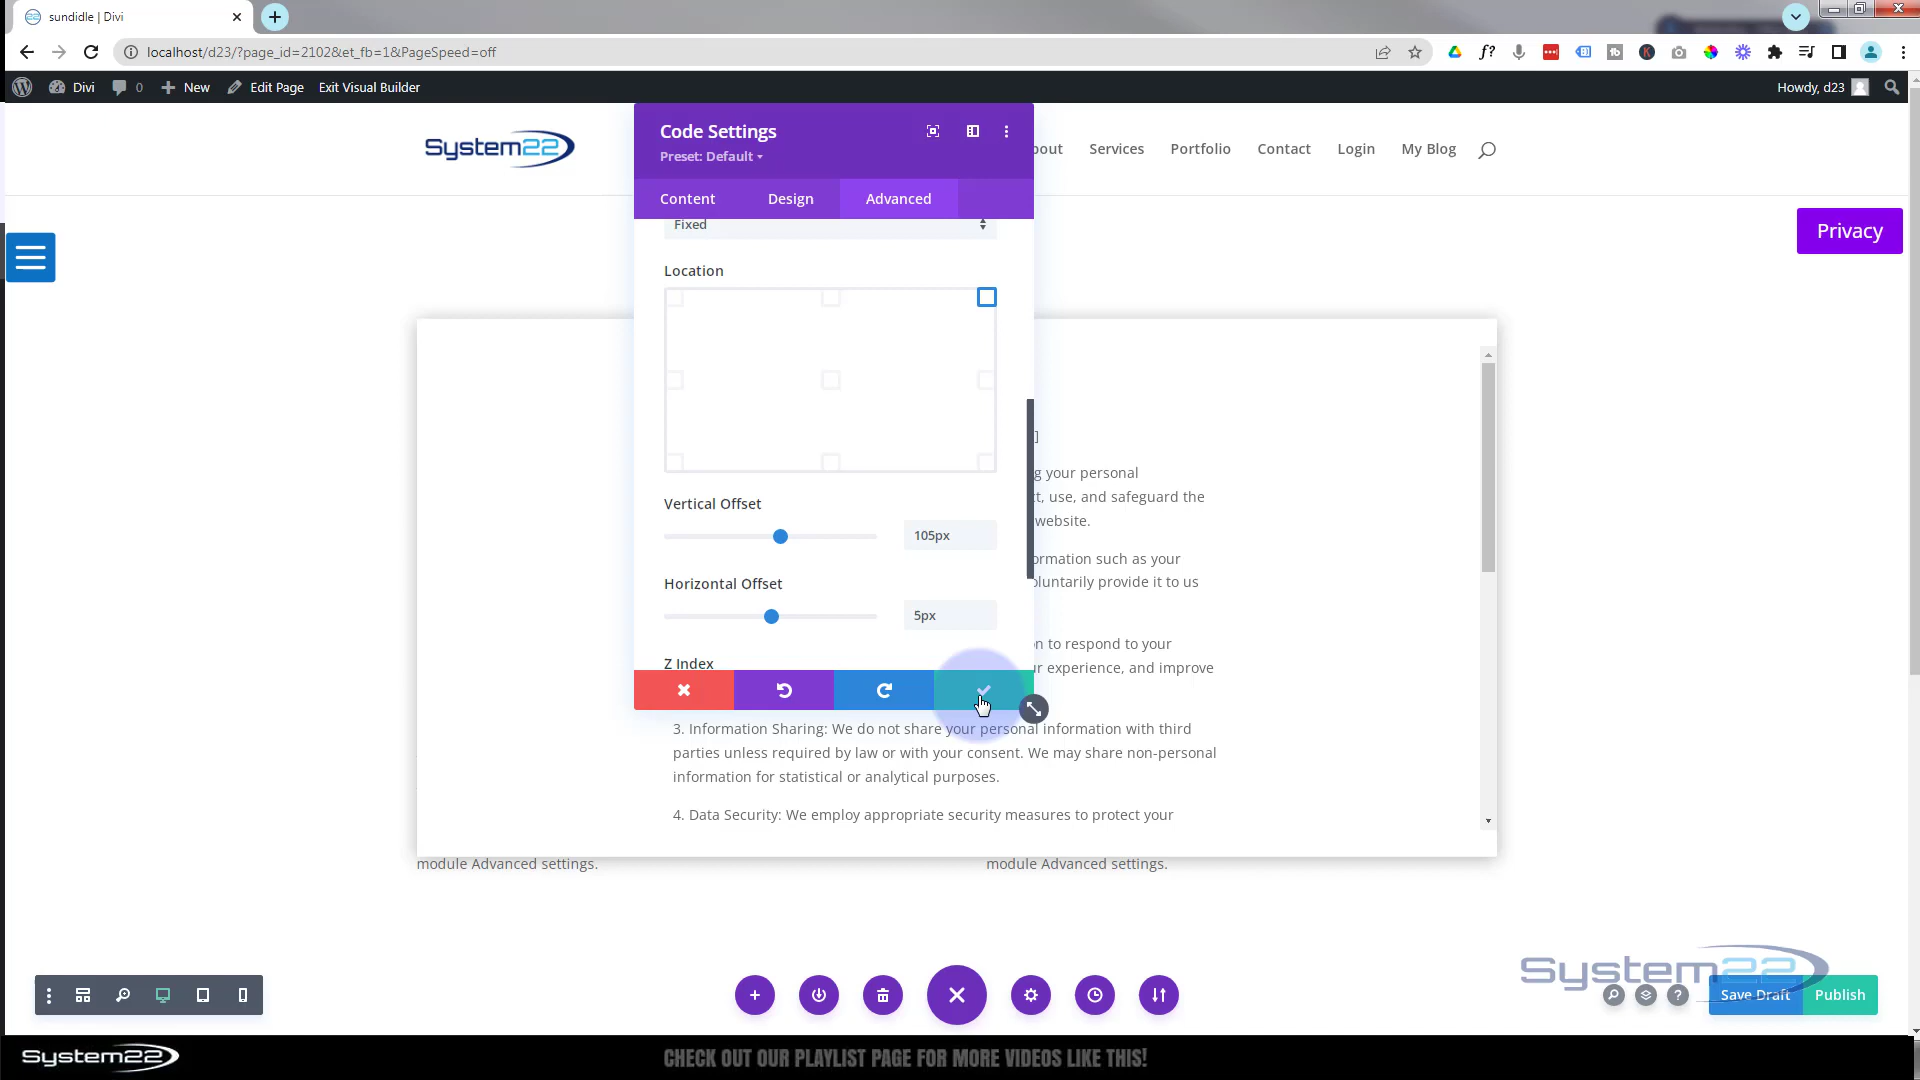 sundidle | Divi
localhost/d23/?page_id=2102&et_fb=1&PageSpeed=off
Divi 0 New Edit Page Exit Visual Builder Howdy, d23
System22
bout Services Portfolio Contact Login My Blog
Code Settings
Preset: Default
Content Design Advanced
Fixed
Privacy
Location
Vertical Offset
105px
Horizontal Offset
5px
Z Index
]
g your personal
ct, use, and safeguard the
website.
ormation such as your
oluntarily provide it to us
on to respond to your
ur experience, and improve
3. Information Sharing: We do not share your personal information with third
parties unless required by law or with your consent. We may share non-personal
information for statistical or analytical purposes.
4. Data Security: We employ appropriate security measures to protect your
module Advanced settings. module Advanced settings.
System22
Save Draft Publish
System22
CHECK OUT OUR PLAYLIST PAGE FOR MORE VIDEOS LIKE THIS!